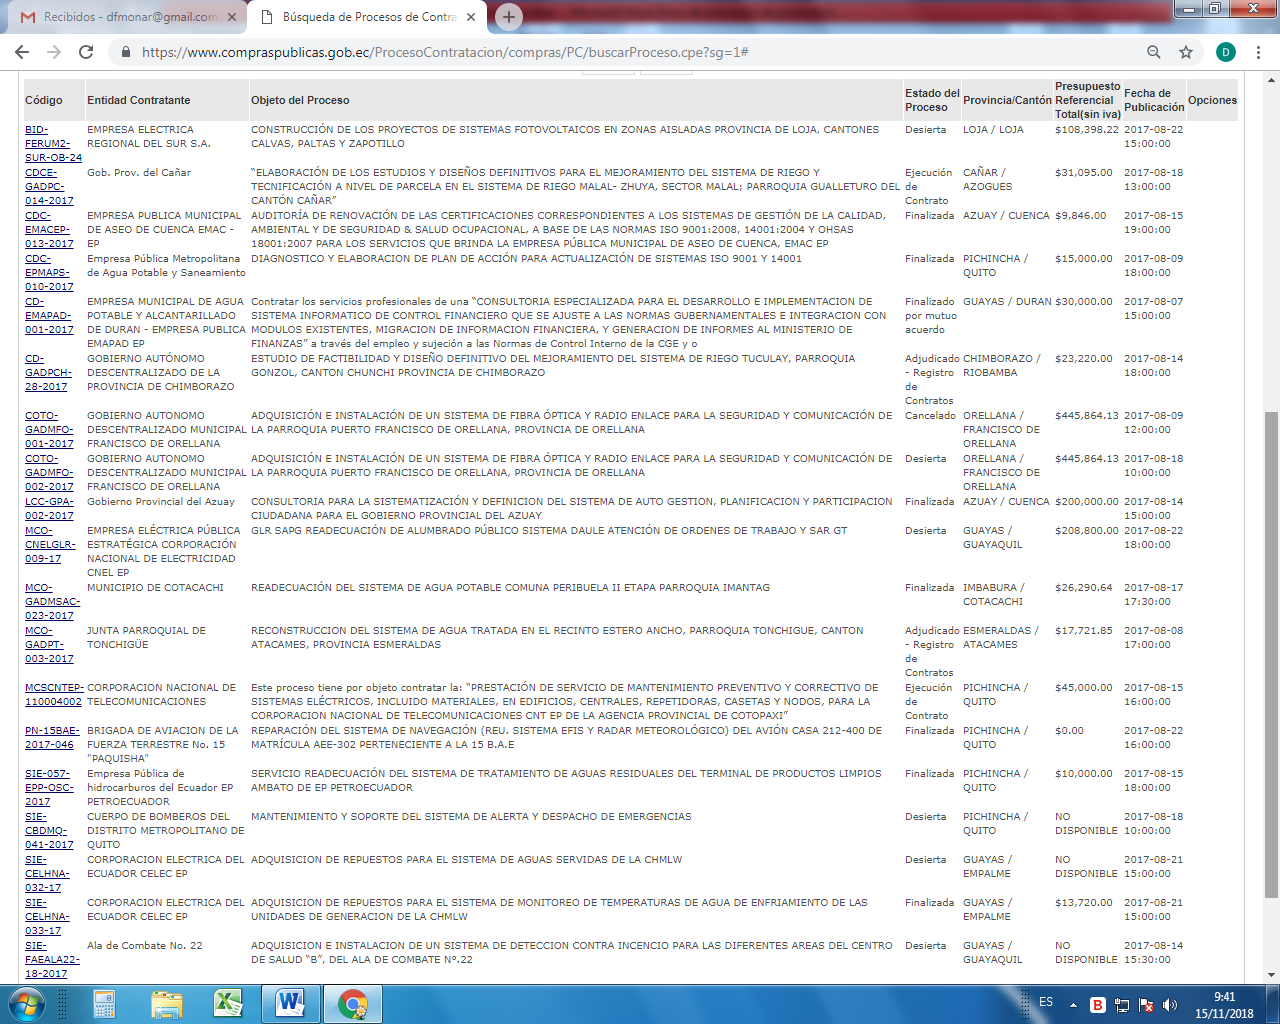 Recibidos - dfmonar@gmail.com
Búsqueda de Procesos de Contra
https://www.compraspublicas.gob.ec/ProcesoContratacion/compras/PC/buscarProceso.cpe?sg=1#
D
Código Entidad Contratante Objeto del Proceso Estado del Proceso Provincia/Cantón Presupuesto Referencial Total(sin iva) Fecha de Publicación Opciones
BID-FERUM2-SUR-OB-24 EMPRESA ELECTRICA REGIONAL DEL SUR S.A. CONSTRUCCIÓN DE LOS PROYECTOS DE SISTEMAS FOTOVOLTAICOS EN ZONAS AISLADAS PROVINCIA DE LOJA, CANTONES CALVAS, PALTAS Y ZAPOTILLO Desierta LOJA / LOJA $108,398.22 2017-08-22 15:00:00
CDCE-GADPC-014-2017 Gob. Prov. del Cañar “ELABORACIÓN DE LOS ESTUDIOS Y DISEÑOS DEFINITIVOS PARA EL MEJORAMIENTO DEL SISTEMA DE RIEGO Y TECNIFICACIÓN A NIVEL DE PARCELA EN EL SISTEMA DE RIEGO MALAL- ZHUYA, SECTOR MALAL; PARROQUIA GUALLETURO DEL CANTÓN CAÑAR” Ejecución de Contrato CAÑAR / AZOGUES $31,095.00 2017-08-18 13:00:00
CDC-EMACEP-013-2017 EMPRESA PUBLICA MUNICIPAL DE ASEO DE CUENCA EMAC - EP AUDITORÍA DE RENOVACIÓN DE LAS CERTIFICACIONES CORRESPONDIENTES A LOS SISTEMAS DE GESTIÓN DE LA CALIDAD, AMBIENTAL Y DE SEGURIDAD & SALUD OCUPACIONAL, A BASE DE LAS NORMAS ISO 9001:2008, 14001:2004 Y OHSAS 18001:2007 PARA LOS SERVICIOS QUE BRINDA LA EMPRESA PÚBLICA MUNICIPAL DE ASEO DE CUENCA, EMAC EP Finalizada AZUAY / CUENCA $9,846.00 2017-08-15 19:00:00
CDC-EPMAPS-010-2017 Empresa Pública Metropolitana de Agua Potable y Saneamiento DIAGNOSTICO Y ELABORACION DE PLAN DE ACCIÓN PARA ACTUALIZACIÓN DE SISTEMAS ISO 9001 Y 14001 Finalizada PICHINCHA / QUITO $15,000.00 2017-08-09 18:00:00
CD-EMAPAD-001-2017 EMPRESA MUNICIPAL DE AGUA POTABLE Y ALCANTARILLADO DE DURAN - EMPRESA PUBLICA EMAPAD EP Contratar los servicios profesionales de una “CONSULTORIA ESPECIALIZADA PARA EL DESARROLLO E IMPLEMENTACION DE SISTEMA INFORMATICO DE CONTROL FINANCIERO QUE SE AJUSTE A LAS NORMAS GUBERNAMENTALES E INTEGRACION CON MODULOS EXISTENTES, MIGRACION DE INFORMACION FINANCIERA, Y GENERACION DE INFORMES AL MINISTERIO DE FINANZAS” a través del empleo y sujeción a las Normas de Control Interno de la CGE y o Finalizado por mutuo acuerdo GUAYAS / DURAN $30,000.00 2017-08-07 15:00:00
CD-GADPCH-28-2017 GOBIERNO AUTÓNOMO DESCENTRALIZADO DE LA PROVINCIA DE CHIMBORAZO ESTUDIO DE FACTIBILIDAD Y DISEÑO DEFINITIVO DEL MEJORAMIENTO DEL SISTEMA DE RIEGO TUCULAY, PARROQUIA GONZOL, CANTON CHUNCHI PROVINCIA DE CHIMBORAZO Adjudicado - Registro de Contratos CHIMBORAZO / RIOBAMBA $23,220.00 2017-08-14 18:00:00
COTO-GADMFO-001-2017 GOBIERNO AUTONOMO DESCENTRALIZADO MUNICIPAL FRANCISCO DE ORELLANA ADQUISICIÓN E INSTALACIÓN DE UN SISTEMA DE FIBRA ÓPTICA Y RADIO ENLACE PARA LA SEGURIDAD Y COMUNICACIÓN DE LA PARROQUIA PUERTO FRANCISCO DE ORELLANA, PROVINCIA DE ORELLANA Cancelado ORELLANA / FRANCISCO DE ORELLANA $445,864.13 2017-08-09 12:00:00
COTO-GADMFO-002-2017 GOBIERNO AUTONOMO DESCENTRALIZADO MUNICIPAL FRANCISCO DE ORELLANA ADQUISICIÓN E INSTALACIÓN DE UN SISTEMA DE FIBRA ÓPTICA Y RADIO ENLACE PARA LA SEGURIDAD Y COMUNICACIÓN DE LA PARROQUIA PUERTO FRANCISCO DE ORELLANA, PROVINCIA DE ORELLANA Desierta ORELLANA / FRANCISCO DE ORELLANA $445,864.13 2017-08-18 10:00:00
LCC-GPA-002-2017 Gobierno Provincial del Azuay CONSULTORIA PARA LA SISTEMATIZACIÓN Y DEFINICION DEL SISTEMA DE AUTO GESTION, PLANIFICACION Y PARTICIPACION CIUDADANA PARA EL GOBIERNO PROVINCIAL DEL AZUAY Finalizada AZUAY / CUENCA $200,000.00 2017-08-14 15:00:00
MCO-CNELGLR-009-17 EMPRESA ELÉCTRICA PÚBLICA ESTRATÉGICA CORPORACIÓN NACIONAL DE ELECTRICIDAD CNEL EP GLR SAPG READECUACIÓN DE ALUMBRADO PÚBLICO SISTEMA DAULE ATENCIÓN DE ORDENES DE TRABAJO Y SAR GT Desierta GUAYAS / GUAYAQUIL $208,800.00 2017-08-22 18:00:00
MCO-GADMSAC-023-2017 MUNICIPIO DE COTACACHI READECUACIÓN DEL SISTEMA DE AGUA POTABLE COMUNA PERIBUELA II ETAPA PARROQUIA IMANTAG Finalizada IMBABURA / COTACACHI $26,290.64 2017-08-17 17:30:00
MCO-GADPT-003-2017 JUNTA PARROQUIAL DE TONCHIGÜE RECONSTRUCCION DEL SISTEMA DE AGUA TRATADA EN EL RECINTO ESTERO ANCHO, PARROQUIA TONCHIGUE, CANTON ATACAMES, PROVINCIA ESMERALDAS Adjudicado - Registro de Contratos ESMERALDAS / ATACAMES $17,721.85 2017-08-08 17:00:00
MCSCNTEP-110004002 CORPORACION NACIONAL DE TELECOMUNICACIONES Este proceso tiene por objeto contratar la: “PRESTACIÓN DE SERVICIO DE MANTENIMIENTO PREVENTIVO Y CORRECTIVO DE SISTEMAS ELÉCTRICOS, INCLUIDO MATERIALES, EN EDIFICIOS, CENTRALES, REPETIDORAS, CASETAS Y NODOS, PARA LA CORPORACION NACIONAL DE TELECOMUNICACIONES CNT EP DE LA AGENCIA PROVINCIAL DE COTOPAXI” Ejecución de Contrato PICHINCHA / QUITO $45,000.00 2017-08-15 16:00:00
PN-15BAE-2017-046 BRIGADA DE AVIACION DE LA FUERZA TERRESTRE No. 15 "PAQUISHA" REPARACIÓN DEL SISTEMA DE NAVEGACIÓN (REU. SISTEMA EFIS Y RADAR METEOROLÓGICO) DEL AVIÓN CASA 212-400 DE MATRÍCULA AEE-302 PERTENECIENTE A LA 15 B.A.E Finalizada PICHINCHA / QUITO $0.00 2017-08-22 16:00:00
SIE-057-EPP-OSC-2017 Empresa Pública de hidrocarburos del Ecuador EP PETROECUADOR SERVICIO READECUACIÓN DEL SISTEMA DE TRATAMIENTO DE AGUAS RESIDUALES DEL TERMINAL DE PRODUCTOS LIMPIOS AMBATO DE EP PETROECUADOR Finalizada PICHINCHA / QUITO $10,000.00 2017-08-15 18:00:00
SIE-CBDMQ-041-2017 CUERPO DE BOMBEROS DEL DISTRITO METROPOLITANO DE QUITO MANTENIMIENTO Y SOPORTE DEL SISTEMA DE ALERTA Y DESPACHO DE EMERGENCIAS Desierta PICHINCHA / QUITO NO DISPONIBLE 2017-08-18 10:00:00
SIE-CELHNA-032-17 CORPORACION ELECTRICA DEL ECUADOR CELEC EP ADQUISICION DE REPUESTOS PARA EL SISTEMA DE AGUAS SERVIDAS DE LA CHMLW Desierta GUAYAS / EMPALME NO DISPONIBLE 2017-08-21 15:00:00
SIE-CELHNA-033-17 CORPORACION ELECTRICA DEL ECUADOR CELEC EP ADQUISICION DE REPUESTOS PARA EL SISTEMA DE MONITOREO DE TEMPERATURAS DE AGUA DE ENFRIAMIENTO DE LAS UNIDADES DE GENERACION DE LA CHMLW Finalizada GUAYAS / EMPALME $13,720.00 2017-08-21 15:00:00
SIE-FAEALA22-18-2017 Ala de Combate No. 22 ADQUISICION E INSTALACION DE UN SISTEMA DE DETECCION CONTRA INCENCIO PARA LAS DIFERENTES AREAS DEL CENTRO DE SALUD “B”, DEL ALA DE COMBATE Nº.22 Desierta GUAYAS / GUAYAQUIL NO DISPONIBLE 2017-08-14 15:30:00
ES
B
9:41
15/11/2018